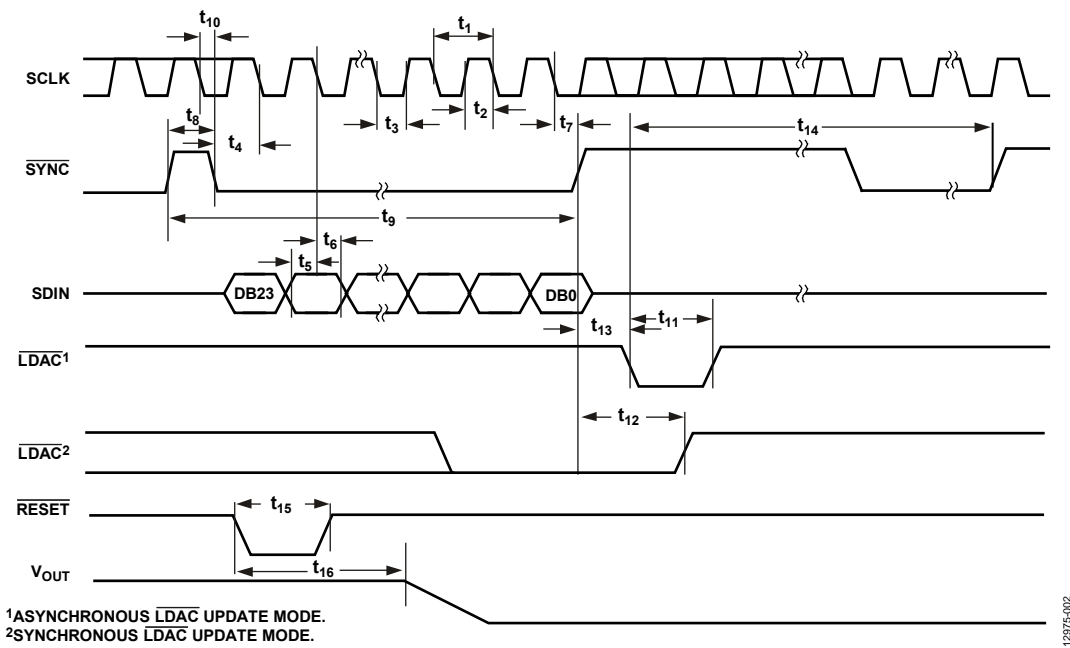 t10
t1
SCLK
t8
t4
t3
t2
t7
t14
SYNC
t9
t6
t5
SDIN
DB23
DB0
t13
t11
LDAC1
t12
LDAC2
RESET
t15
VOUT
t16
1ASYNCHRONOUS LDAC UPDATE MODE.
2SYNCHRONOUS LDAC UPDATE MODE.
12975-002